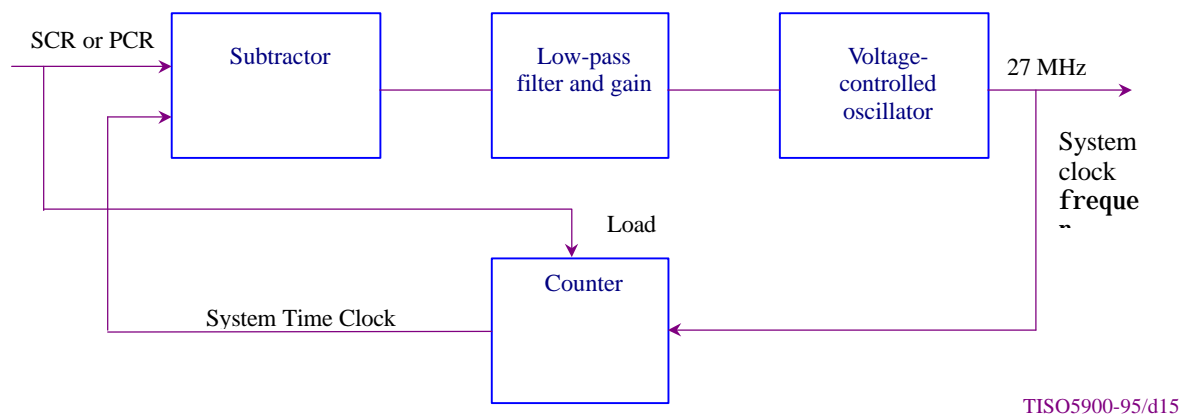 SCR or PCR
Subtractor
Low-pass
filter and gain
Voltage-
controlled
oscillator
27 MHz
System
clock
freque
Load
Counter
System Time Clock
TISO5900-95/d15